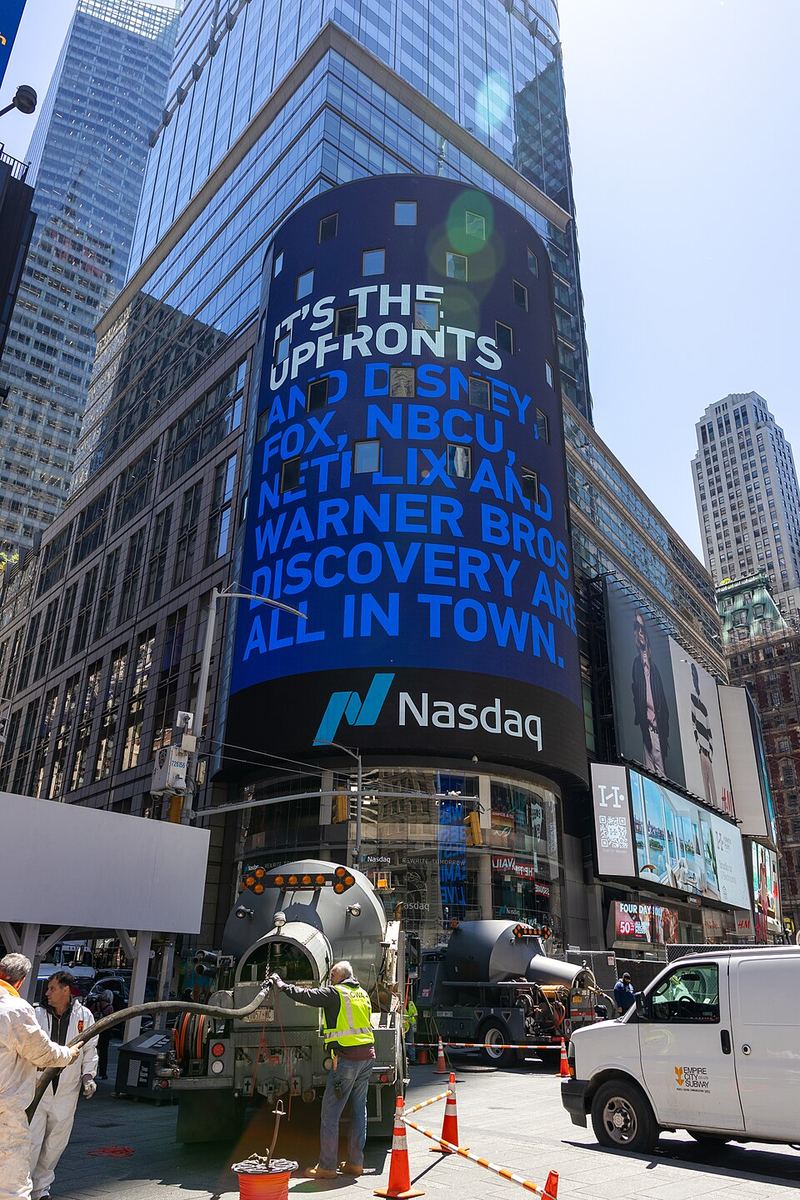 IT'S THE
UPFRONTS
AND DISNEY,
FOX, NBCU,
NETFLIX AND
WARNER BROS.
DISCOVERY ARE
ALL IN TOWN.
Nasdaq
Nasdaq
FOUR DAY
50%
H&M
EMPIRE
CITY
SUBWAY